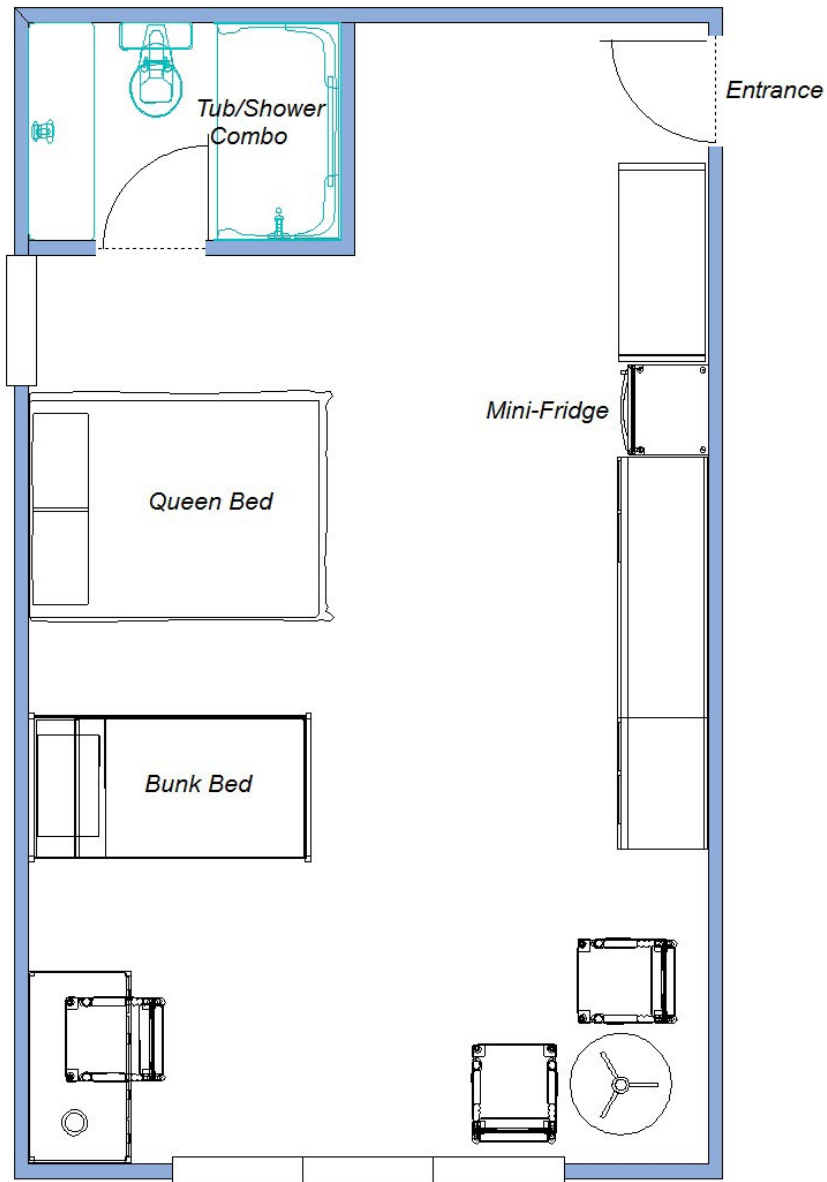 Entrance
Tub/Shower
Combo
Mini-Fridge
Queen Bed
Bunk Bed